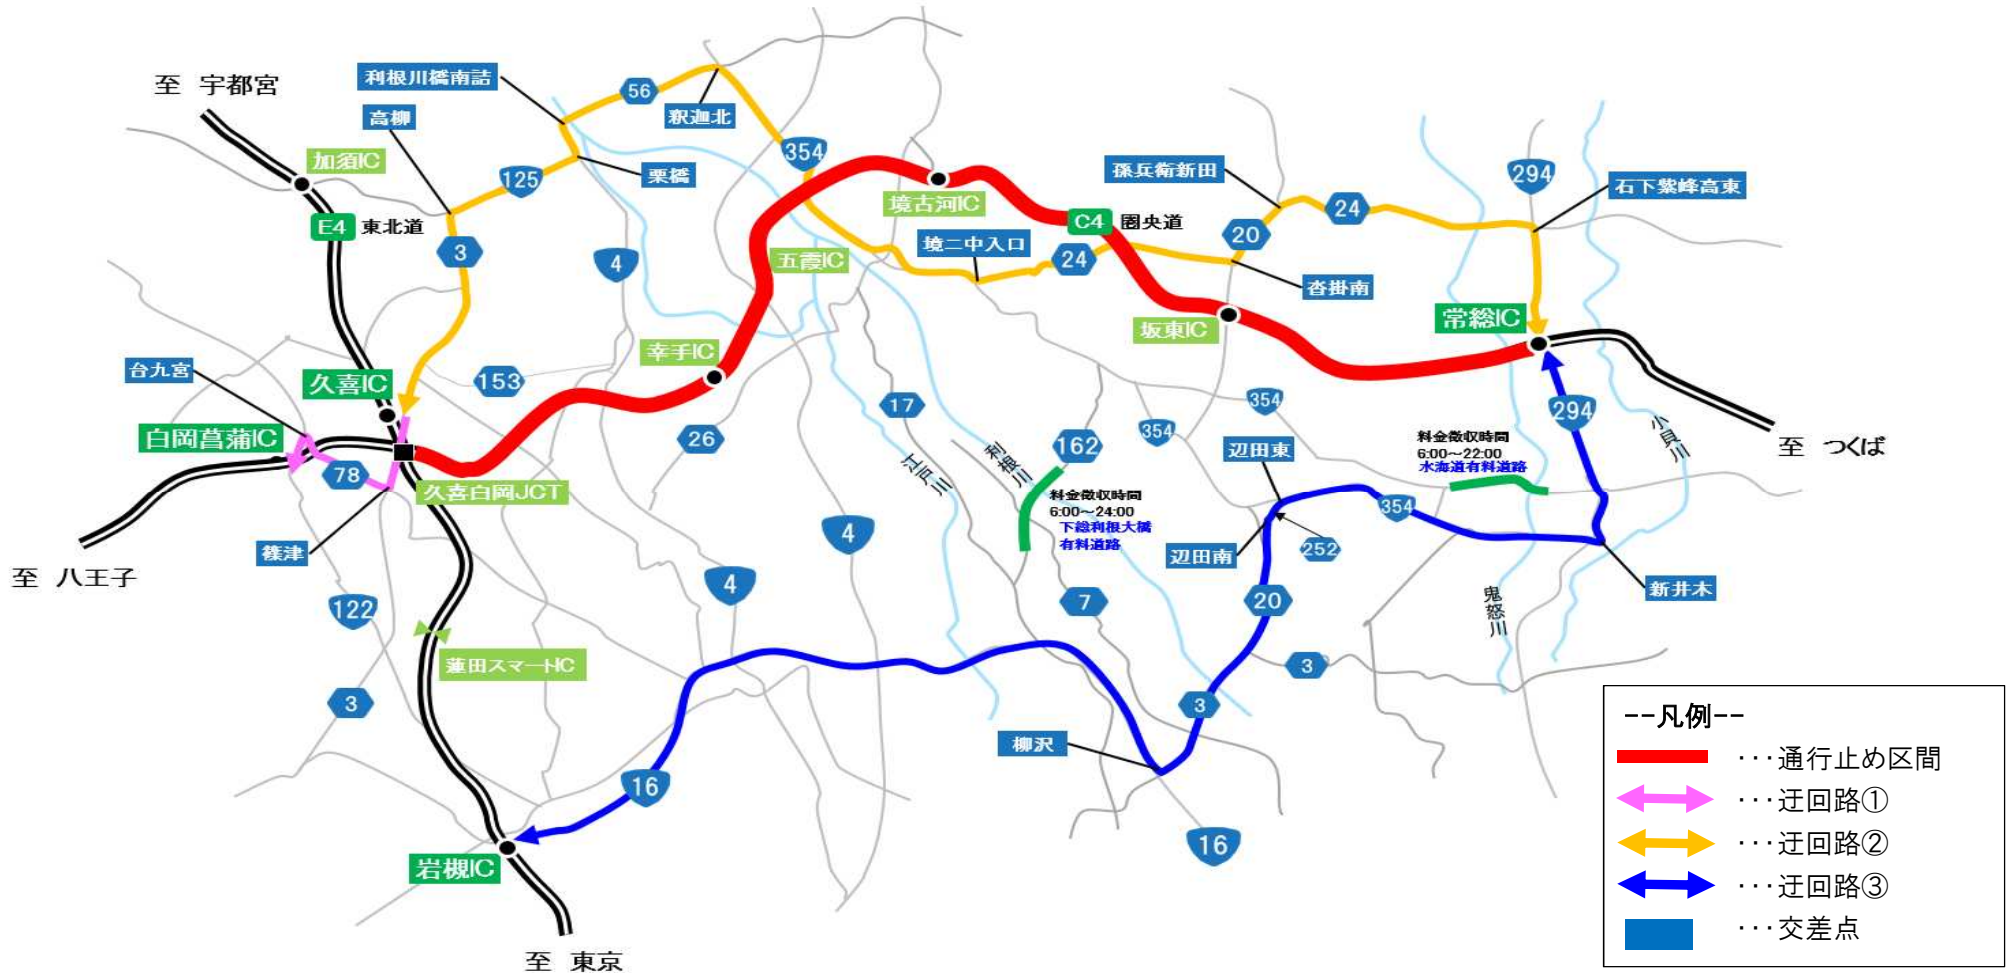 至 宇都宮
利根川橋南詰
56
高柳
釈迦北
354
加須IC
125
栗橋
孫兵衛新田
294
石下紫峰高東
E4 東北道
境古河IC
24
C4 圏央道
20
3
4
五霞IC
境二中入口
24
沓掛南
坂東IC
常総IC
幸手IC
台九宮
久喜IC
153
354
17
294
354
白岡菖蒲IC
26
162
辺田東
料金徴収時間
6:00～22:00
水海道有料道路
小貝川
至 つくば
78
久喜白岡JCT
江戸川
利根川
料金徴収時間
6:00～24:00
下総利根大橋
有料道路
354
4
篠津
辺田南
252
至 八王子
4
122
7
20
鬼怒川
新井木
蓮田スマートIC
3
3
3
柳沢
16
16
岩槻IC
至 東京
--凡例--
･･･通行止め区間
･･･迂回路①
･･･迂回路②
･･･迂回路③
･･･交差点